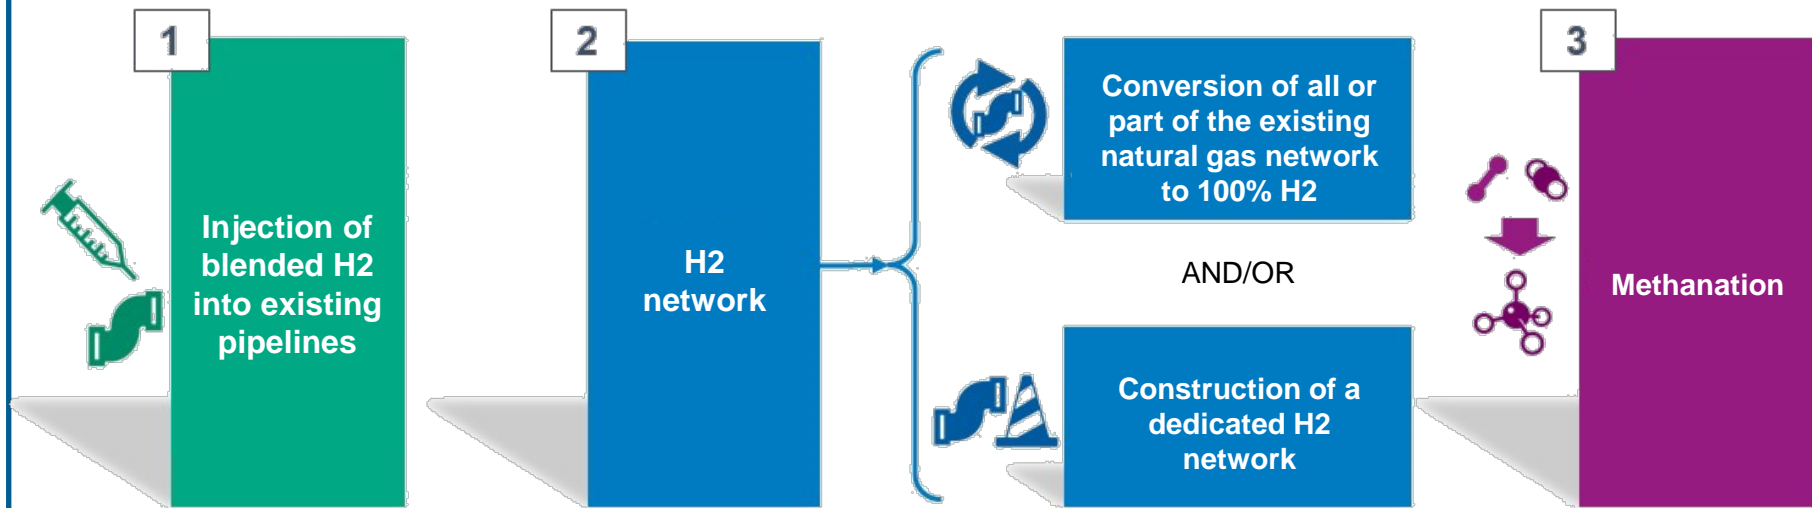 1
Injection of
blended H2
into existing
pipelines
2
H2
network
Conversion of all or
part of the existing
natural gas network
to 100% H2
AND/OR
Construction of a
dedicated H2
network
3
Methanation